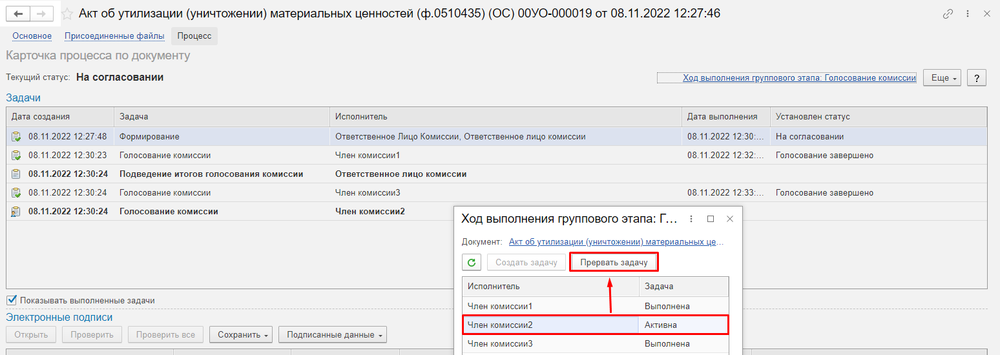 Акт об утилизации (уничтожении) материальных ценностей (ф.0510435) (ОС) 00УО-000019 от 08.11.2022 12:27:46
Основное Присоединенные файлы Процесс
Карточка процесса по документу
Текущий статус: На согласовании Ход выполнения группового этапа: Голосование комиссии Еще ?
Задачи
Дата создания Задача Исполнитель Дата выполнения Установлен статус
08.11.2022 12:27:48 Формирование Ответственное Лицо Комиссии, Ответственное лицо комиссии 08.11.2022 12:30:... На согласовании
08.11.2022 12:30:23 Голосование комиссии Член комиссии1 08.11.2022 12:32:... Голосование завершено
08.11.2022 12:30:24 Подведение итогов голосования комиссии Ответственное лицо комиссии
08.11.2022 12:30:24 Голосование комиссии Член комиссии3 08.11.2022 12:33:... Голосование завершено
08.11.2022 12:30:24 Голосование комиссии Член комиссии2
Показывать выполненные задачи
Электронные подписи
Открыть Проверить Проверить все Сохранить Подписанные данные
Ход выполнения группового этапа: Г...
Документ: Акт об утилизации (уничтожении) материальных це...
Создать задачу Прервать задачу
Исполнитель Задача
Член комиссии1 Выполнена
Член комиссии2 Активна
Член комиссии3 Выполнена